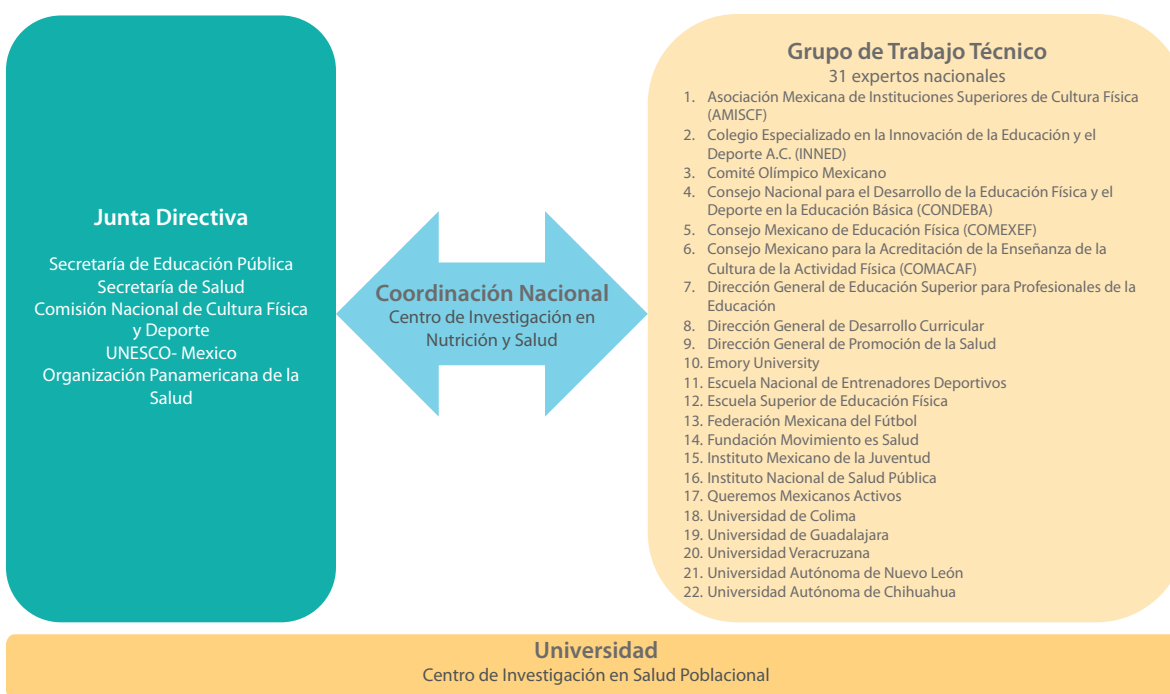 Junta Directiva
Secretaría de Educación Pública
Secretaría de Salud
Comisión Nacional de Cultura Física
y Deporte
UNESCO- Mexico
Organización Panamericana de la
Salud
Coordinación Nacional
Centro de Investigación en
Nutrición y Salud
Grupo de Trabajo Técnico
31 expertos nacionales
1. Asociación Mexicana de Instituciones Superiores de Cultura Física
(AMISCF)
2. Colegio Especializado en la Innovación de la Educación y el
Deporte A.C. (INNED)
3. Comité Olímpico Mexicano
4. Consejo Nacional para el Desarrollo de la Educación Física y el
Deporte en la Educación Básica (CONDEBA)
5. Consejo Mexicano de Educación Física (COMEXEF)
6. Consejo Mexicano para la Acreditación de la Enseñanza de la
Cultura de la Actividad Física (COMACAF)
7. Dirección General de Educación Superior para Profesionales de la
Educación
8. Dirección General de Desarrollo Curricular
9. Dirección General de Promoción de la Salud
10. Emory University
11. Escuela Nacional de Entrenadores Deportivos
12. Escuela Superior de Educación Física
13. Federación Mexicana del Fútbol
14. Fundación Movimiento es Salud
15. Instituto Mexicano de la Juventud
16. Instituto Nacional de Salud Pública
17. Queremos Mexicanos Activos
18. Universidad de Colima
19. Universidad de Guadalajara
20. Universidad Veracruzana
21. Universidad Autónoma de Nuevo León
22. Universidad Autónoma de Chihuahua
Universidad
Centro de Investigación en Salud Poblacional